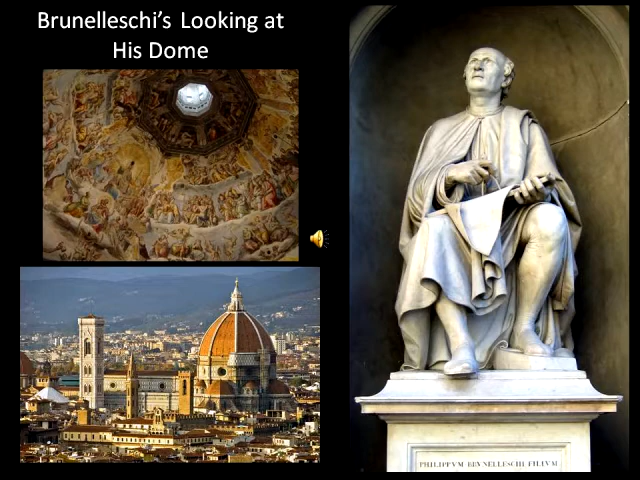 Brunelleschi's Looking at
His Dome
PHILIPPVM BRVNELLESCHI FILIVM